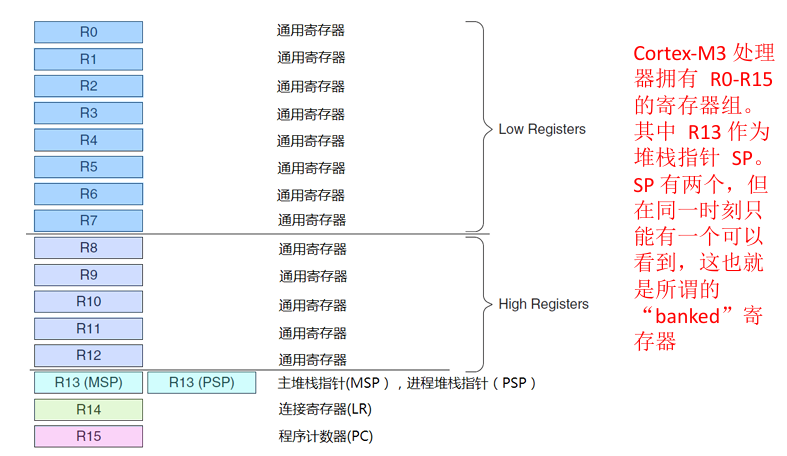 R0 通用寄存器
R1 通用寄存器
R2 通用寄存器
R3 通用寄存器
R4 通用寄存器
R5 通用寄存器
R6 通用寄存器
R7 通用寄存器
Low Registers
R8 通用寄存器
R9 通用寄存器
R10 通用寄存器
R11 通用寄存器
R12 通用寄存器
High Registers
R13 (MSP) R13 (PSP) 主堆栈指针(MSP),进程堆栈指针(PSP)
R14 连接寄存器(LR)
R15 程序计数器(PC)
Cortex-M3 处理
器拥有 R0-R15
的寄存器组。
其中 R13 作为
堆栈指针 SP。
SP 有两个,但
在同一时刻只
能有一个可以
看到,这也就
是所谓的
“banked”寄
存器